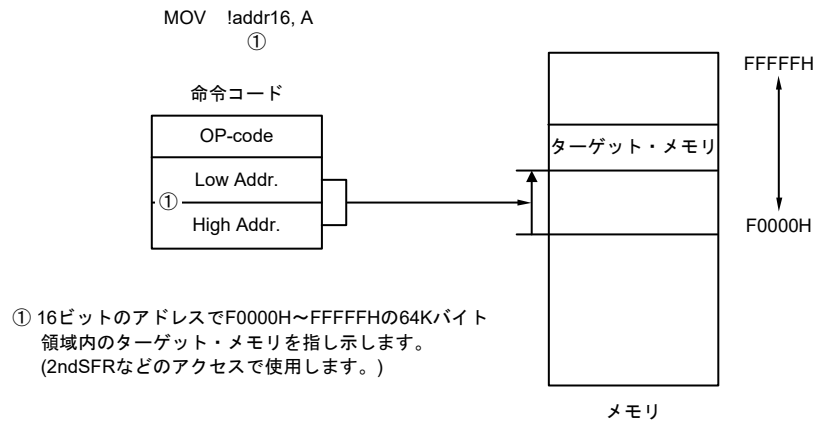 MOV !addr16, A
①
命令コード
OP-code
Low Addr.
①
High Addr.
FFFFFH
ターゲット・メモリ
F0000H
① 16ビットのアドレスでF0000H～FFFFFHの64Kバイト
領域内のターゲット・メモリを指し示します。
(2ndSFRなどのアクセスで使用します。)
メモリ